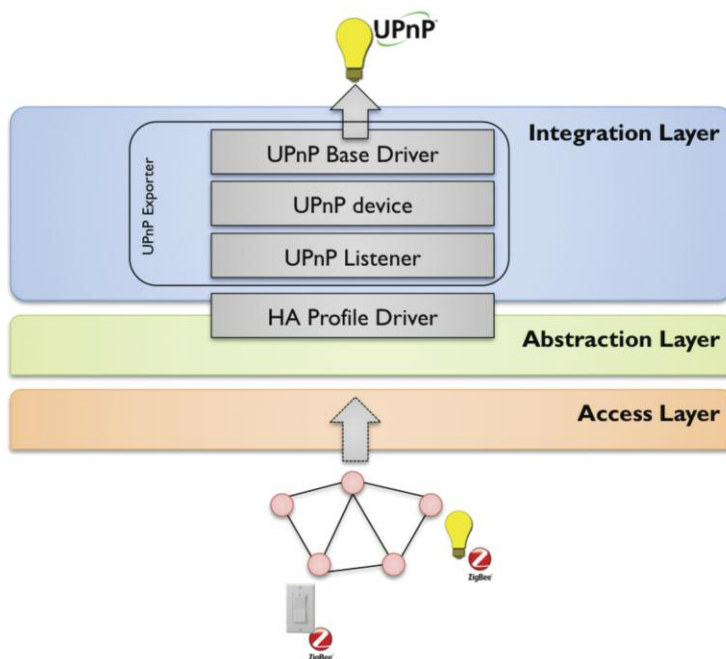 UPnP
Integration Layer
UPnP Exporter
UPnP Base Driver
UPnP device
UPnP Listener
HA Profile Driver
Abstraction Layer
Access Layer
ZigBee
ZigBee